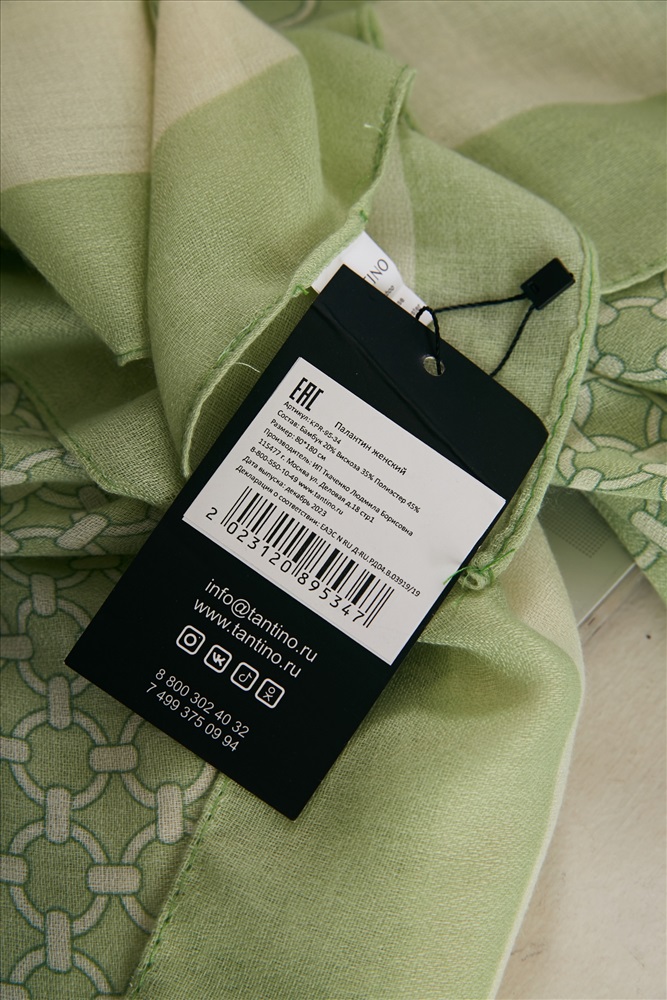 TINO
EAC
Палантин женский
Артикул: KPR-95-34
Состав: Бамбук 20% Вискоза 35% Полиэстер 45%
Размер: 80*180 см
Производитель: ИП Ткаченко Людмила Борисовна
115477 г. Москва ул. Деловая д.18 стр1
8-800-550-10-49 www.tantino.ru
Дата выпуска: декабрь 2023
Декларация о соответствии: ЕАЭС N RU Д-RU.РД04.В.03919/19
2 023120 895347
info@tantino.ru
www.tantino.ru
8 800 302 40 32
7 499 375 09 94